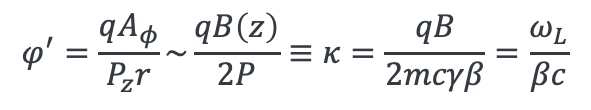 φ′ = qA_ϕ / P_z r ~ qB(z) / 2P ≡ κ = qB / 2mcγβ = ω_L / βc